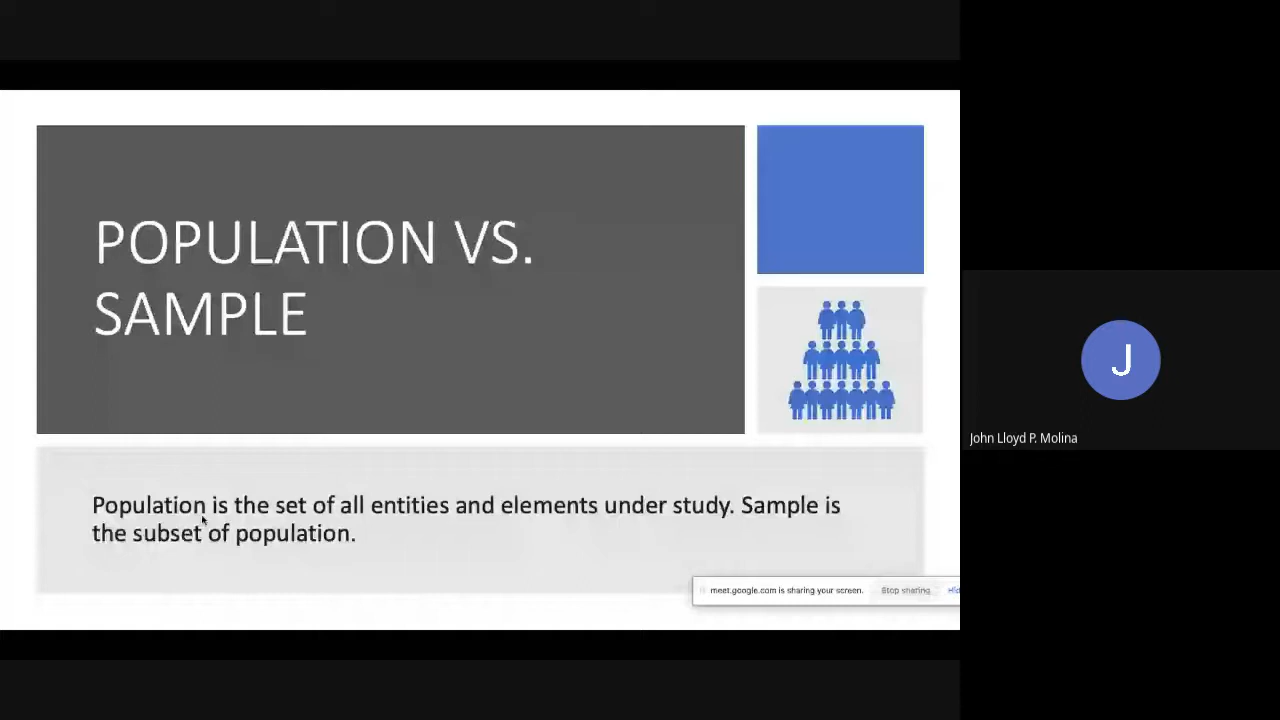 POPULATION VS.
SAMPLE
Population is the set of all entities and elements under study. Sample is
the subset of population.
meet.google.com is sharing your screen. Stop sharing Hid
J
John Lloyd P. Molina